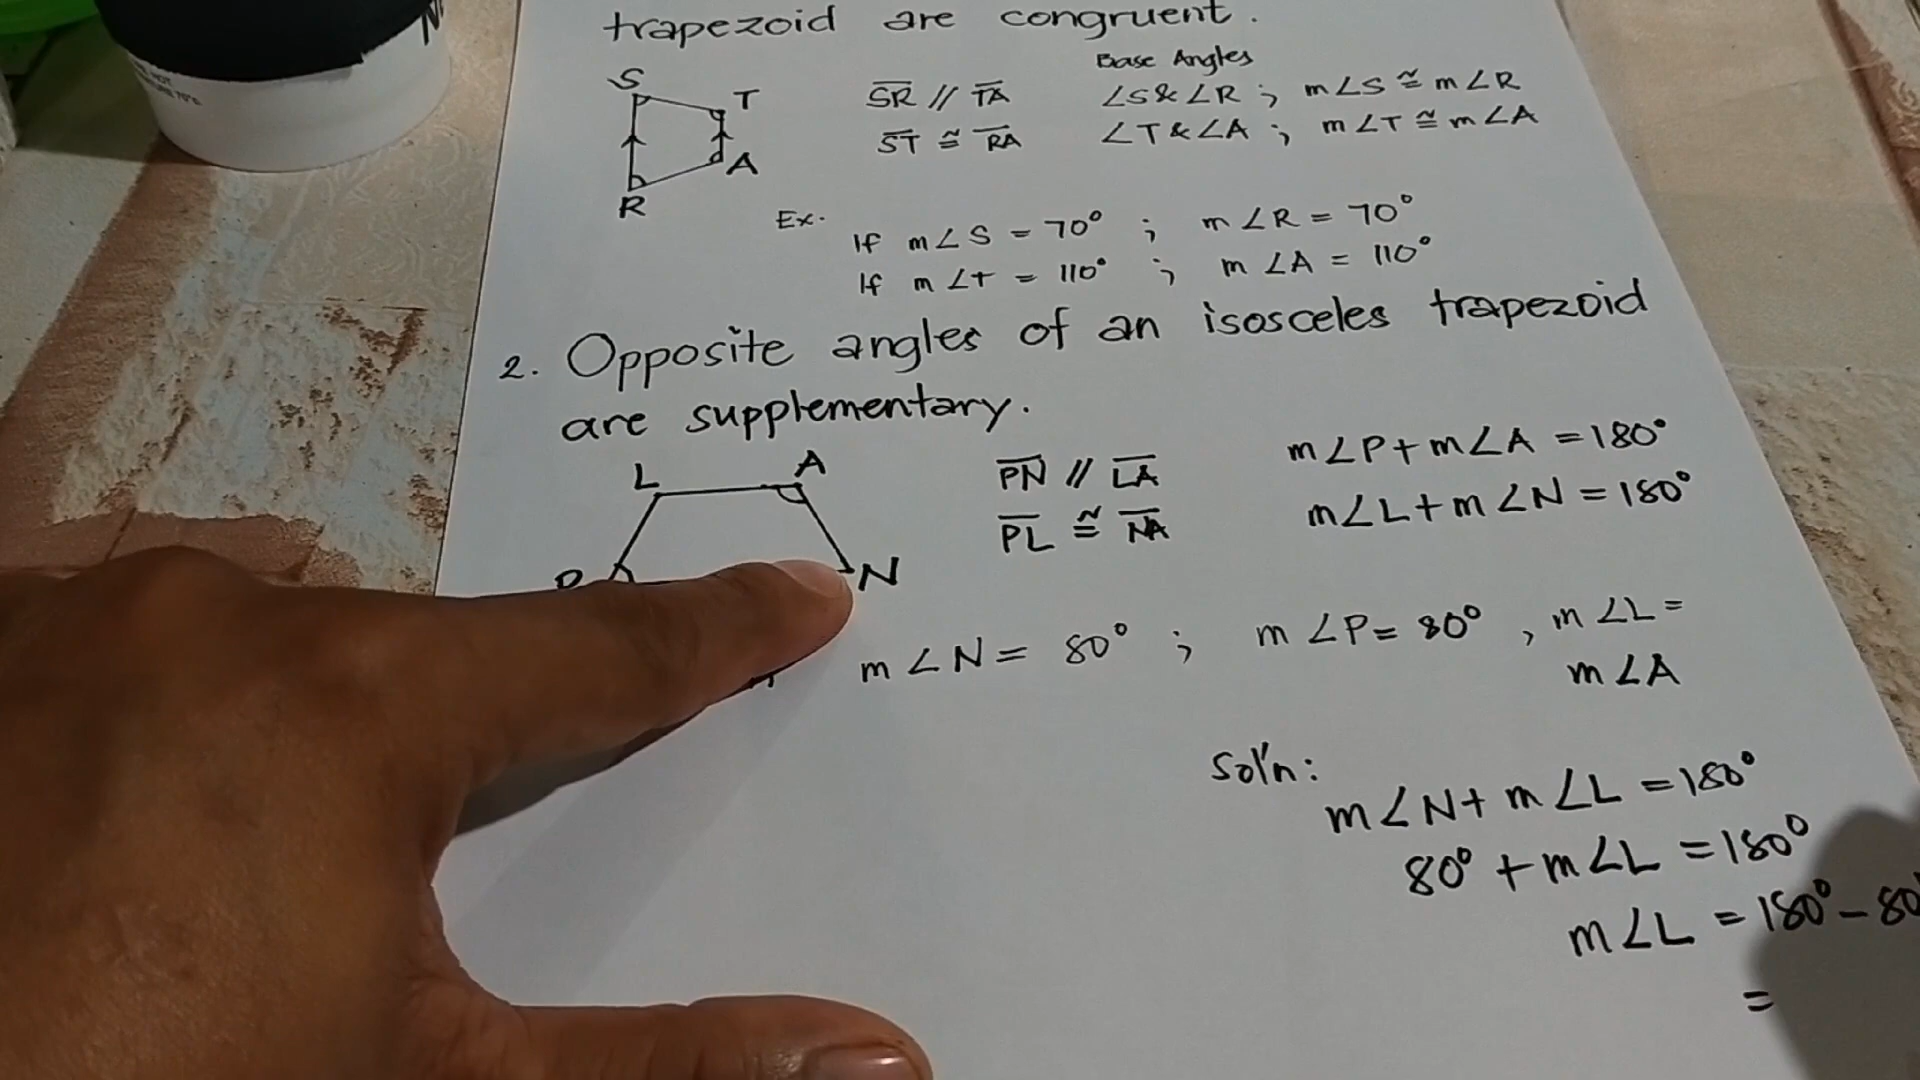 trapezoid are congruent.
Base Angles
S
T
A
R
SR // TA
ST ≅ RA
∠S & ∠R ; m∠S ≅ m∠R
∠T & ∠A ; m∠T ≅ m∠A
Ex.
If m∠S = 70° ; m∠R = 70°
If m∠T = 110° ; m∠A = 110°
2. Opposite angles of an isosceles trapezoid
are supplementary.
L
A
N
PN // LA
PL ≅ NA
m∠P + m∠A = 180°
m∠L + m∠N = 180°
m∠N = 80° ; m∠P = 80° , m∠L =
m∠A
Sol'n:
m∠N + m∠L = 180°
80° + m∠L = 180°
m∠L = 180° - 80
=